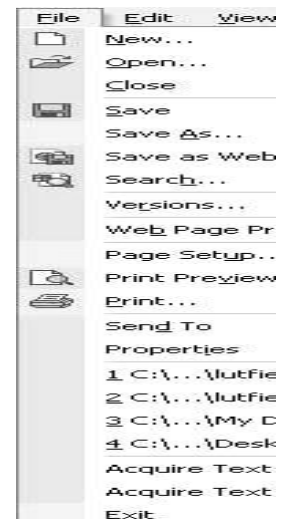 File Edit View
New...
Open...
Close
Save
Save As...
Save as Web
Search...
Versions...
Web Page Pr
Page Setup..
Print Preview
Print...
Send To
Properties
1 C:\...\lutfie
2 C:\...\lutfie
3 C:\...\My D
4 C:\...\Desk
Acquire Text
Acquire Text
Exit